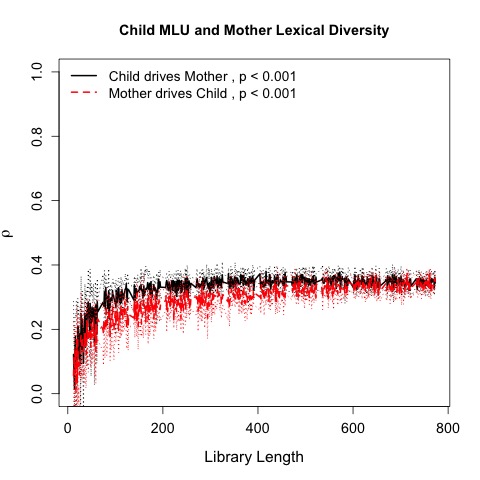 Child MLU and Mother Lexical Diversity
Child drives Mother , p < 0.001
Mother drives Child , p < 0.001
1.0
0.8
0.6
0.4
0.2
0.0
ρ
0 200 400 600 800
Library Length